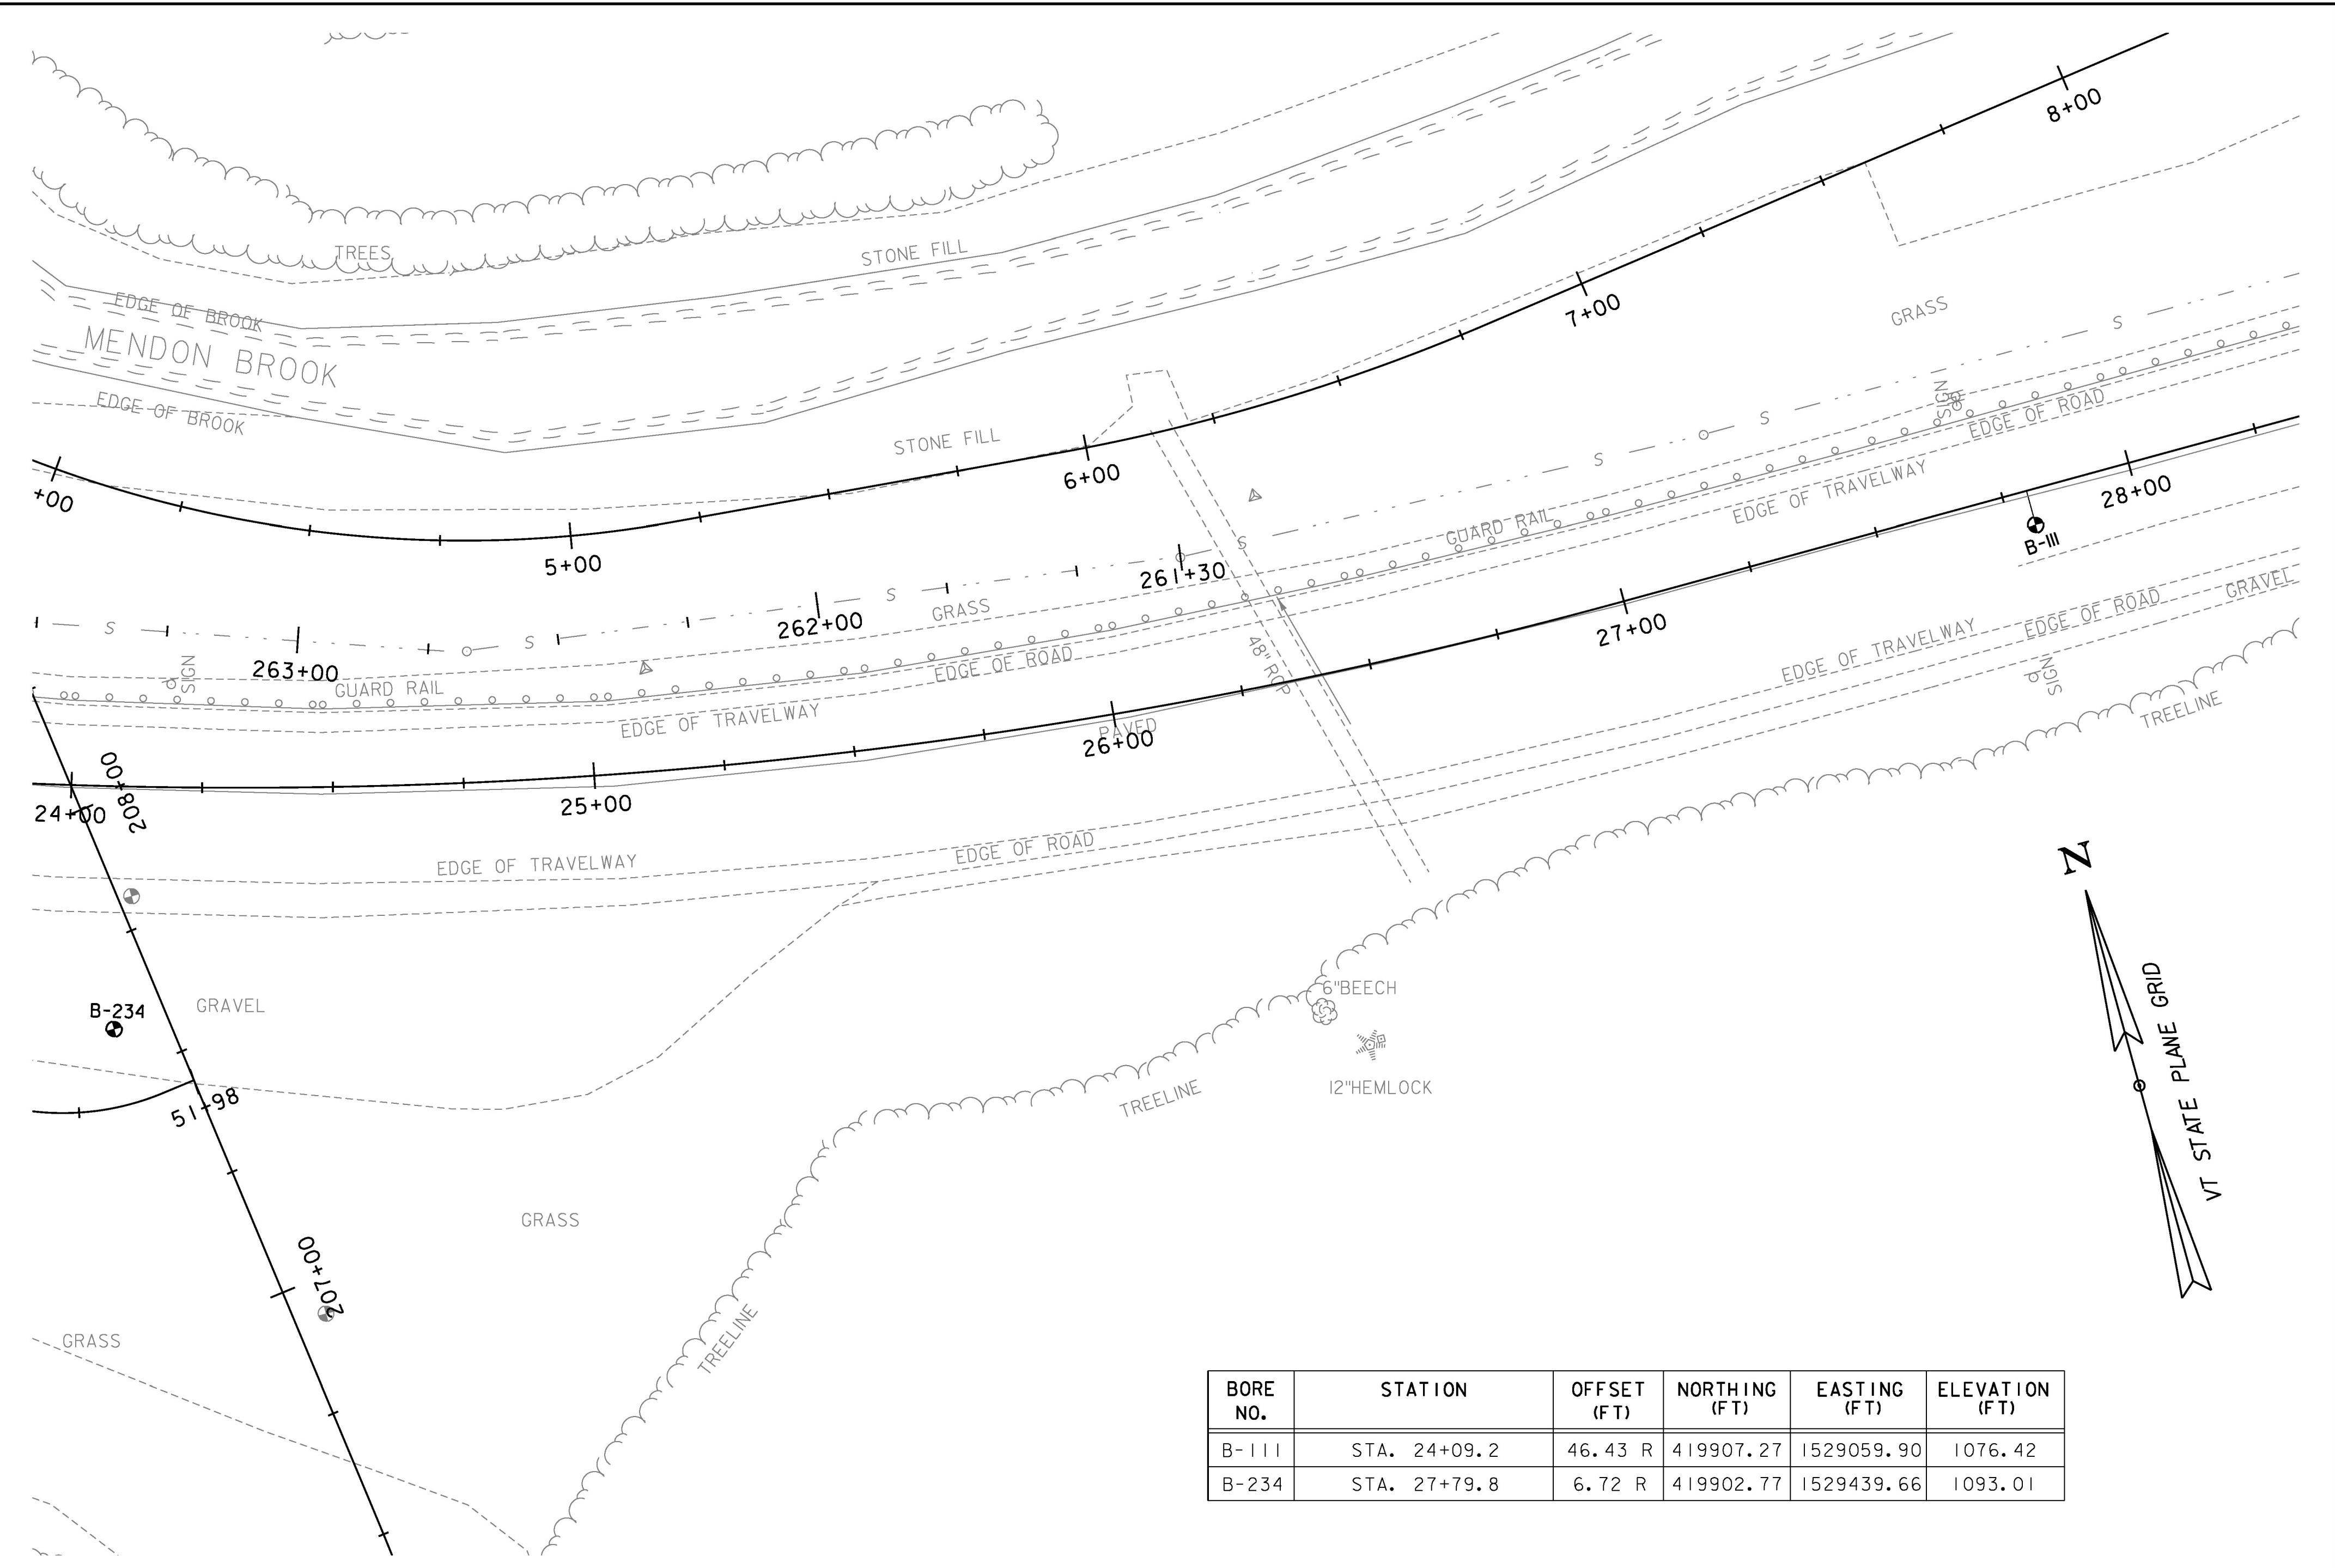 8+00
TREES
STONE FILL
EDGE OF BROOK
MENDON BROOK
EDGE OF BROOK
7+00
GRASS
S
S
SIGN
EDGE OF ROAD
STONE FILL
6+00
+00
S
EDGE OF TRAVELWAY
28+00
GUARD RAIL
B-111
5+00
S
261+30
S
GRASS
262+00
S
S
27+00
EDGE OF ROAD
GRAVEL
263+00
SIGN
GUARD RAIL
EDGE OF ROAD
48" RCP
EDGE OF TRAVELWAY
SIGN
EDGE OF TRAVELWAY
PAVED
26+00
TREELINE
208+00
24+00
25+00
EDGE OF TRAVELWAY
EDGE OF ROAD
N
6"BEECH
B-234
GRAVEL
12"HEMLOCK
51+98
TREELINE
VT STATE PLANE GRID
GRASS
207+00
GRASS
TREELINE
BORE NO. STATION OFFSET (FT) NORTHING (FT) EASTING (FT) ELEVATION (FT)
B-111 STA. 24+09.2 46.43 R 419907.27 1529059.90 1076.42
B-234 STA. 27+79.8 6.72 R 419902.77 1529439.66 1093.01